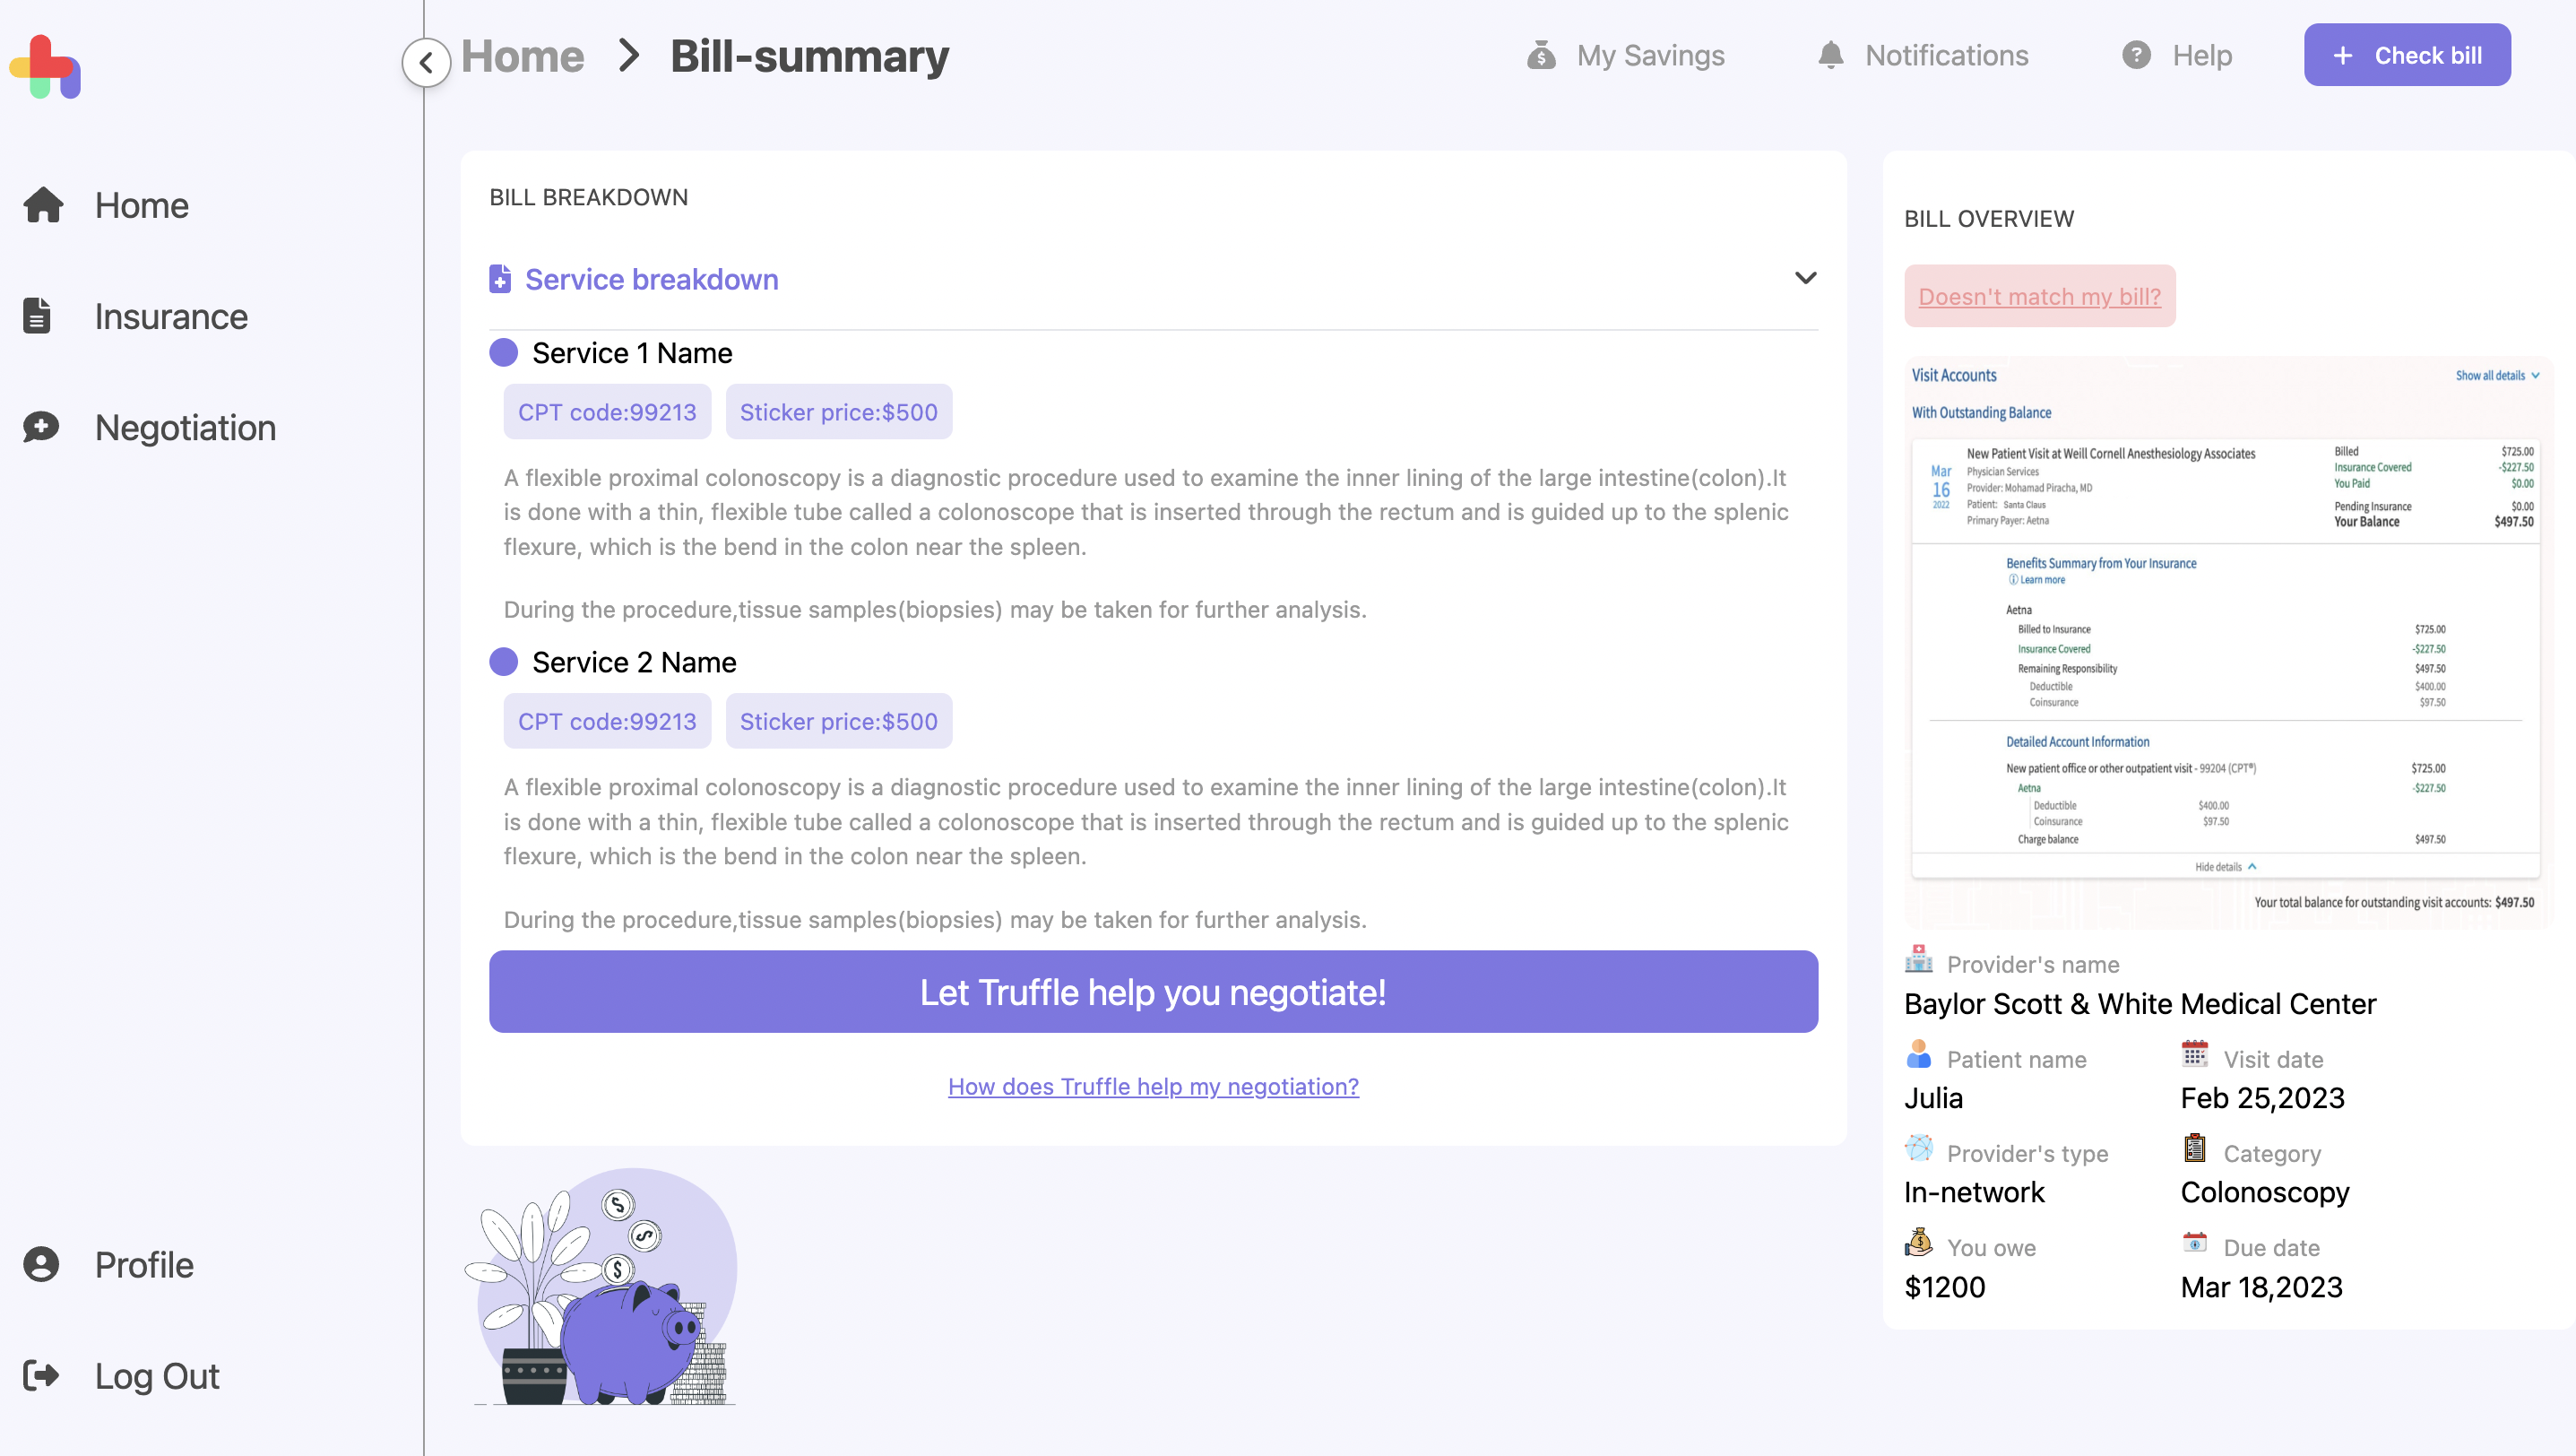 Home
Insurance
Negotiation
Profile
Log Out
Home > Bill-summary
My Savings
Notifications
? Help
+ Check bill
BILL BREAKDOWN
Service breakdown
Service 1 Name
CPT code:99213 Sticker price:$500
A flexible proximal colonoscopy is a diagnostic procedure used to examine the inner lining of the large intestine(colon).It
is done with a thin, flexible tube called a colonoscope that is inserted through the rectum and is guided up to the splenic
flexure, which is the bend in the colon near the spleen.
During the procedure,tissue samples(biopsies) may be taken for further analysis.
Service 2 Name
CPT code:99213 Sticker price:$500
A flexible proximal colonoscopy is a diagnostic procedure used to examine the inner lining of the large intestine(colon).It
is done with a thin, flexible tube called a colonoscope that is inserted through the rectum and is guided up to the splenic
flexure, which is the bend in the colon near the spleen.
During the procedure,tissue samples(biopsies) may be taken for further analysis.
Let Truffle help you negotiate!
How does Truffle help my negotiation?
$
$
$
BILL OVERVIEW
Doesn't match my bill?
Visit Accounts Show all details
With Outstanding Balance
Mar
16
2022
New Patient Visit at Weill Cornell Anesthesiology Associates
Physician Services
Provider: Mohamad Piracha, MD
Patient: Santa Claus
Primary Payer: Aetna
Billed $725.00
Insurance Covered -$227.50
You Paid $0.00
Pending Insurance $0.00
Your Balance $497.50
Benefits Summary from Your Insurance
Learn more
Aetna
Billed to Insurance $725.00
Insurance Covered -$227.50
Remaining Responsibility $497.50
Deductible $400.00
Coinsurance $97.50
Detailed Account Information
New patient office or other outpatient visit - 99204 (CPT®) $725.00
Aetna -$227.50
Deductible $400.00
Coinsurance $97.50
Charge balance $497.50
Hide details
Your total balance for outstanding visit accounts: $497.50
Provider's name
Baylor Scott & White Medical Center
Patient name Visit date
Julia Feb 25,2023
Provider's type Category
In-network Colonoscopy
You owe Due date
$1200 Mar 18,2023